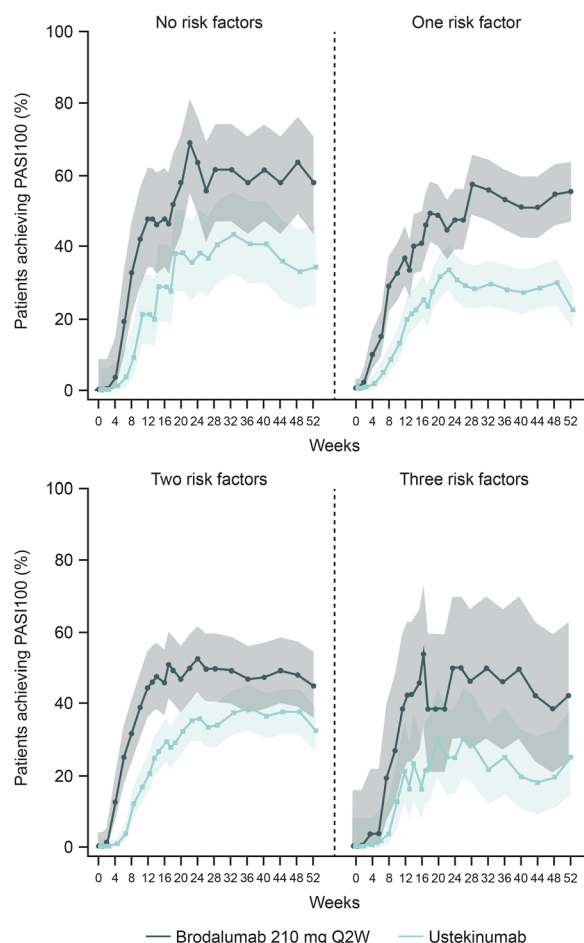 No risk factors
One risk factor
Patients achieving PASI100 (%)
100
80
60
40
20
0
0 4 8 12 16 20 24 28 32 36 40 44 48 52
0 4 8 12 16 20 24 28 32 36 40 44 48 52
Weeks
Two risk factors
Three risk factors
Patients achieving PASI100 (%)
100
80
60
40
20
0
0 4 8 12 16 20 24 28 32 36 40 44 48 52
0 4 8 12 16 20 24 28 32 36 40 44 48 52
Weeks
Brodalumab 210 mg Q2W
Ustekinumab